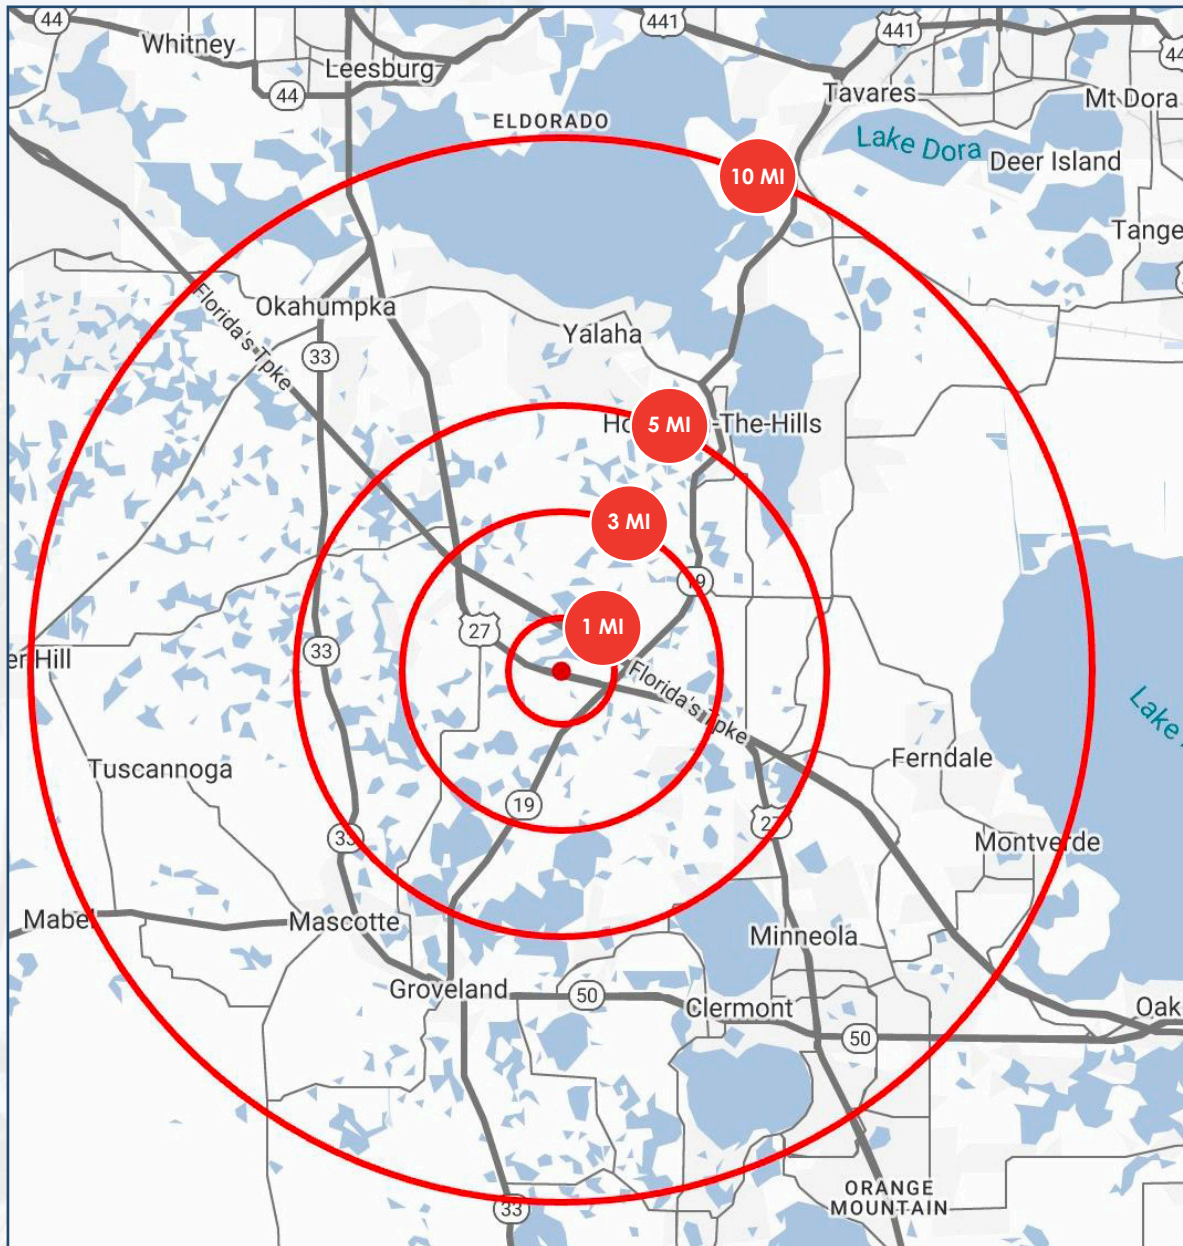 44
441
441
Whitney
Leesburg
44
44
Tavares
Mt Dora
ELDORADO
Lake Dora
Deer Island
10 MI
Tange
Okahumpka
Florida's Tpke
Yalaha
33
Ho
5 MI
-The-Hills
3 MI
19
1 MI
27
33
er Hill
Florida's Tpke
Lake
Tuscannoga
Ferndale
19
27
33
Montverde
Mabel
Mascotte
Minneola
Groveland
50
Clermont
Oak
50
ORANGE
MOUNTAIN
33